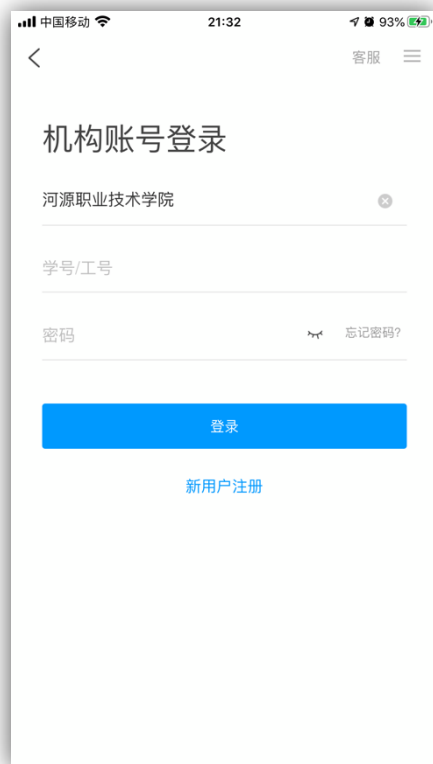 中国移动 21:32 93%
客服
机构账号登录
河源职业技术学院
学号/工号
密码 忘记密码?
登录
新用户注册